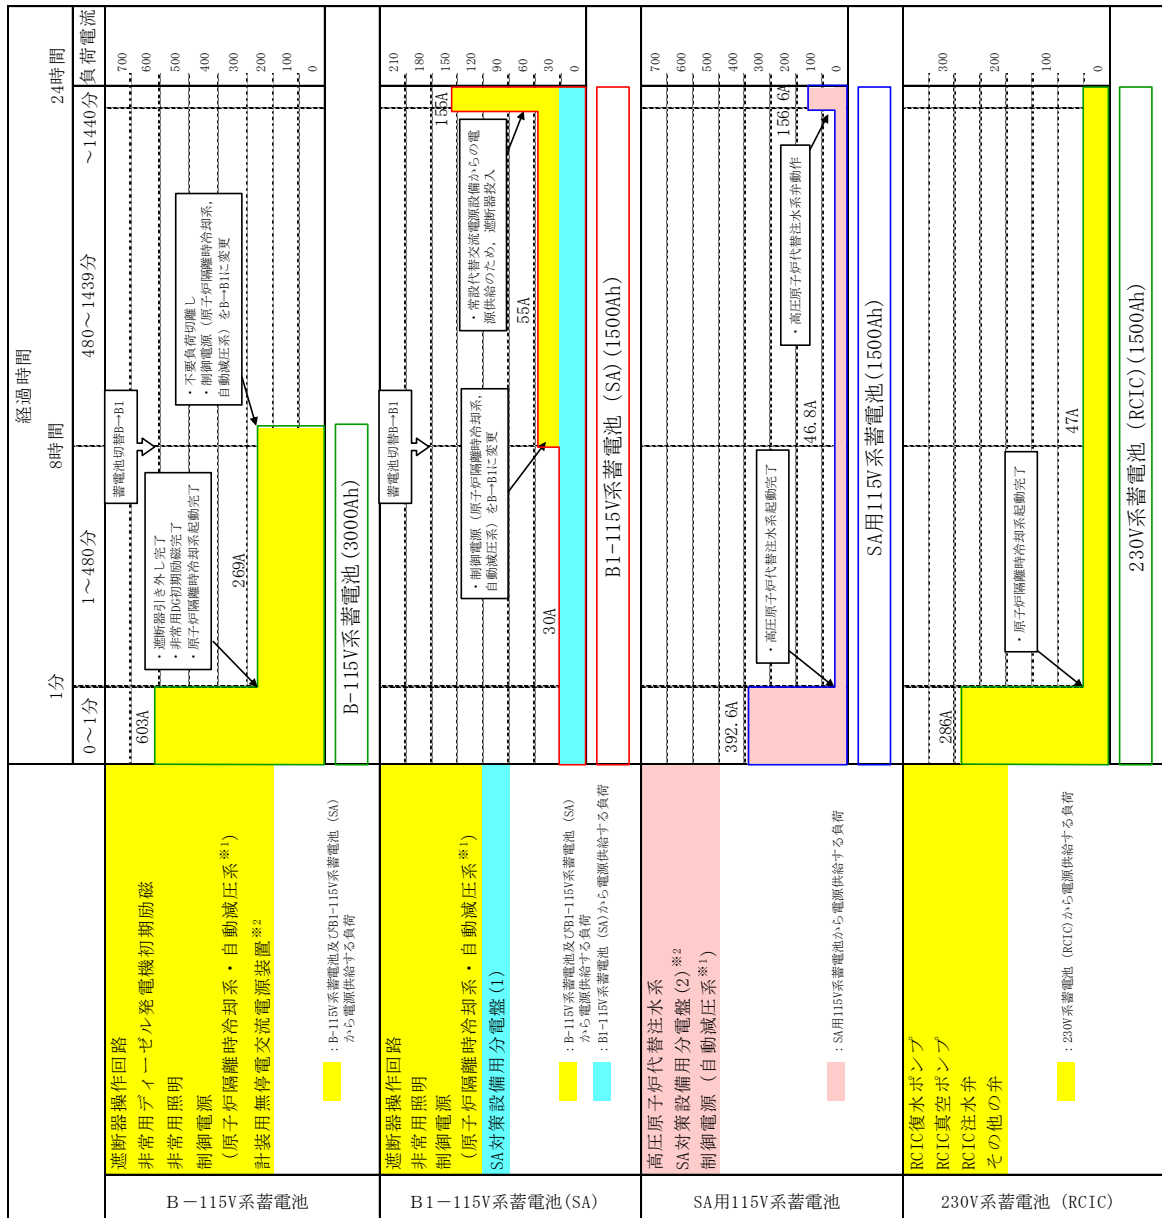 経過時間
1分
8時間
24時間
0～1分
1～480分
480～1439分
～1440分
負荷電流
B－115V系蓄電池
遮断器操作回路
非常用ディーゼル発電機初期励磁
非常用照明
制御電源
(原子炉隔離時冷却系・自動減圧系※1)
計装用無停電交流電源装置※2
：B-115V系蓄電池及びB1-115V系蓄電池 (SA)
から電源供給する負荷
603A
269A
・遮断器引き外し完了
・非常用DG初期励磁完了
・原子炉隔離時冷却系起動完了
蓄電池切替B→B1
・不要負荷切離し
・制御電源（原子炉隔離時冷却系,
自動減圧系）をB→B1に変更
700
600
500
400
300
200
100
0
B-115V系蓄電池(3000Ah)
B1－115V系蓄電池(SA)
遮断器操作回路
非常用照明
制御電源
(原子炉隔離時冷却系・自動減圧系※1)
SA対策設備用分電盤(1)
：B-115V系蓄電池及びB1-115V系蓄電池 (SA)
から電源供給する負荷
：B1-115V系蓄電池 (SA)から電源供給する負荷
30A
55A
155A
蓄電池切替B→B1
・制御電源（原子炉隔離時冷却系,
自動減圧系）をB→B1に変更
・常設代替交流電源設備からの電
源供給のため, 遮断器投入
210
180
150
120
90
60
30
0
B1-115V系蓄電池 (SA)(1500Ah)
SA用115V系蓄電池
高圧原子炉代替注水系
SA対策設備用分電盤(2)※2
制御電源（自動減圧系※1）
：SA用115V系蓄電池から電源供給する負荷
392.6A
46.8A
156.6A
・高圧原子炉代替注水系起動完了
・高圧原子炉代替注水系弁動作
700
600
500
400
300
200
100
0
SA用115V系蓄電池(1500Ah)
230V系蓄電池 (RCIC)
RCIC復水ポンプ
RCIC真空ポンプ
RCIC注水弁
その他の弁
：230V系蓄電池 (RCIC)から電源供給する負荷
286A
47A
・原子炉隔離時冷却系起動完了
300
200
100
0
230V系蓄電池 (RCIC)(1500Ah)